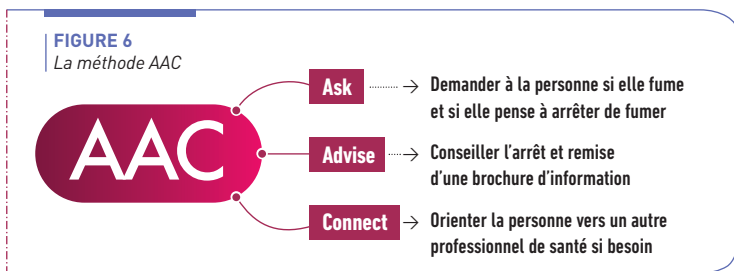 FIGURE 6
La méthode AAC
AAC
Ask
Demander à la personne si elle fume
et si elle pense à arrêter de fumer
Advise
Conseiller l'arrêt et remise
d'une brochure d'information
Connect
Orienter la personne vers un autre
professionnel de santé si besoin